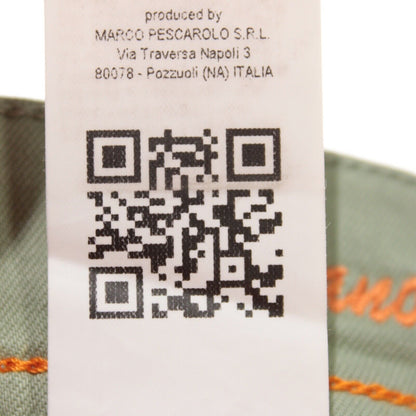 produced by
MARCO PESCAROLO S.R.L.
Via Traversa Napoli 3
80078 - Pozzuoli (NA) ITALIA